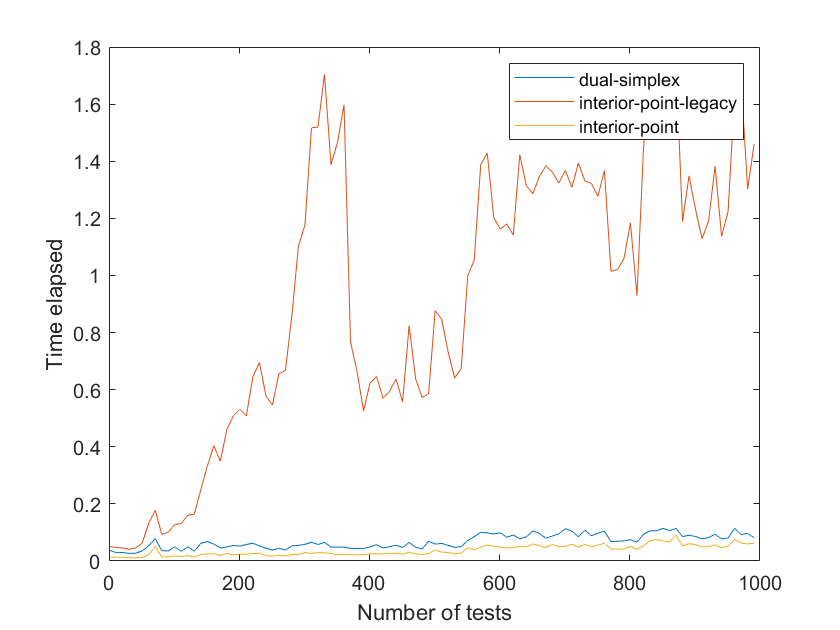 1.8
1.6
1.4
1.2
1
0.8
0.6
0.4
0.2
0
Time elapsed
dual-simplex
interior-point-legacy
interior-point
0 200 400 600 800 1000
Number of tests